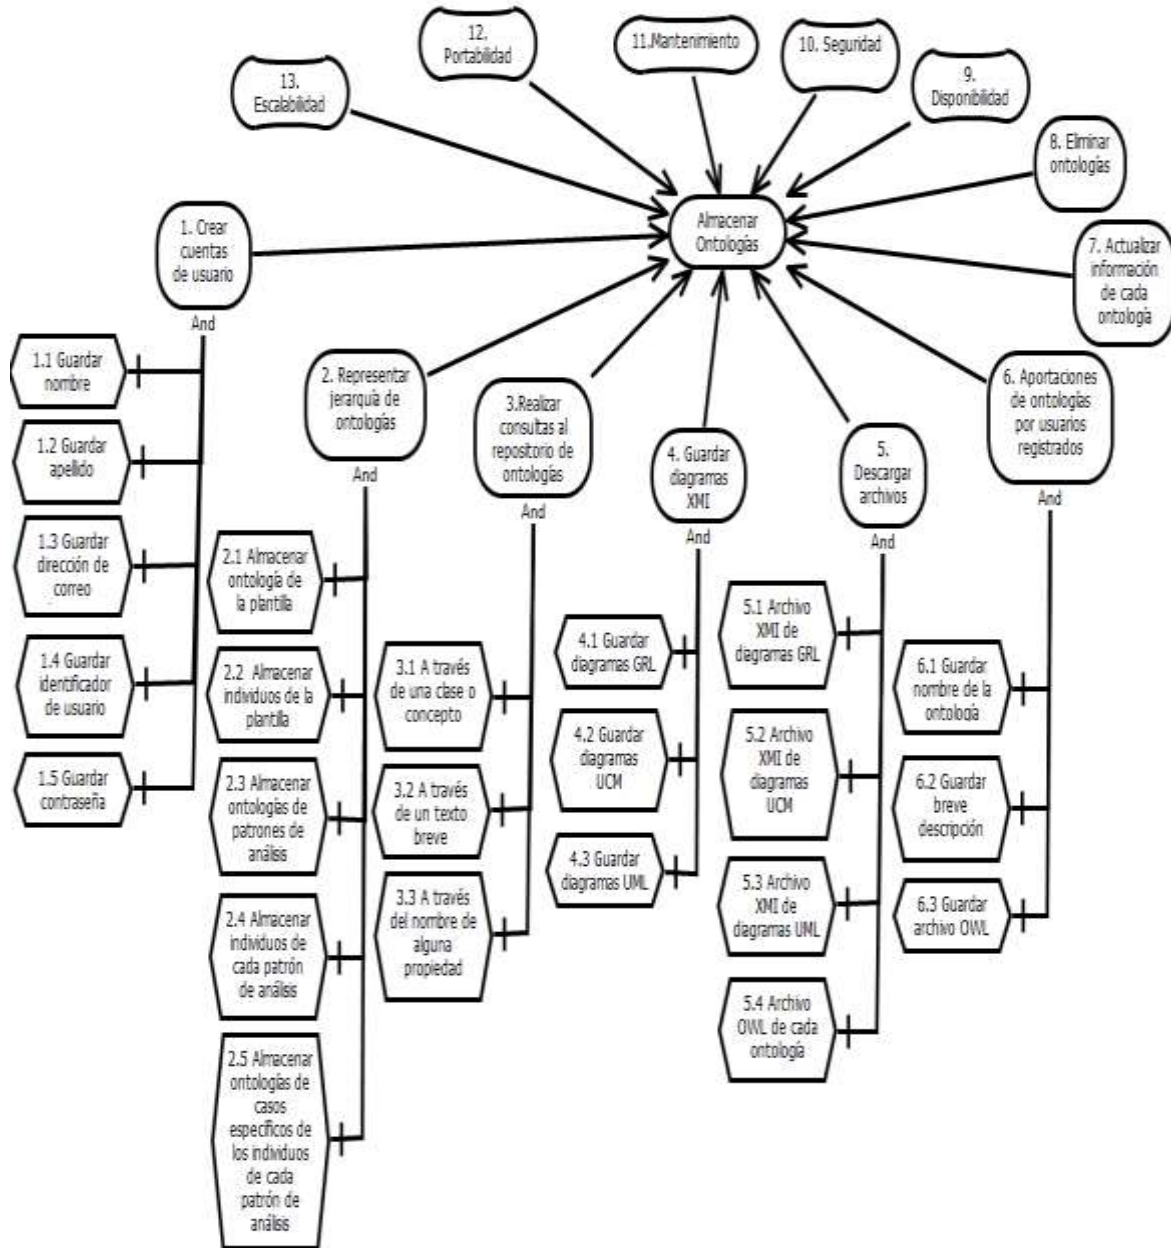 12.
Portabilidad
11.Mantenimiento
10. Seguridad
9.
Disponibilidad
13.
Escalabilidad
8. Eliminar
ontologías
Almacenar
Ontologías
1. Crear
cuentas
de usuario
7. Actualizar
información
de cada
ontología
And
1.1 Guardar
nombre
1.2 Guardar
apellido
1.3 Guardar
dirección de
correo
1.4 Guardar
identificador
de usuario
1.5 Guardar
contraseña
2. Representar
jerarquía de
ontologías
And
2.1 Almacenar
ontología de
la plantilla
2.2 Almacenar
individuos de la
plantilla
2.3 Almacenar
ontologías de
patrones de
análisis
2.4 Almacenar
individuos de
cada patrón
de análisis
2.5 Almacenar
ontologías de
casos
específicos de
los individuos
de cada
patrón de
análisis
3.Realizar
consultas al
repositorio de
ontologías
And
3.1 A través
de una clase o
concepto
3.2 A través
de un texto
breve
3.3 A través
del nombre de
alguna
propiedad
4. Guardar
diagramas
XMI
And
4.1 Guardar
diagramas GRL
4.2 Guardar
diagramas
UCM
4.3 Guardar
diagramas UML
5.
Descargar
archivos
And
5.1 Archivo
XMI de
diagramas GRL
5.2 Archivo
XMI de
diagramas
UCM
5.3 Archivo
XMI de
diagramas UML
5.4 Archivo
OWL de cada
ontología
6. Aportaciones
de ontologías
por usuarios
registrados
And
6.1 Guardar
nombre de la
ontología
6.2 Guardar
breve
descripción
6.3 Guardar
archivo OWL